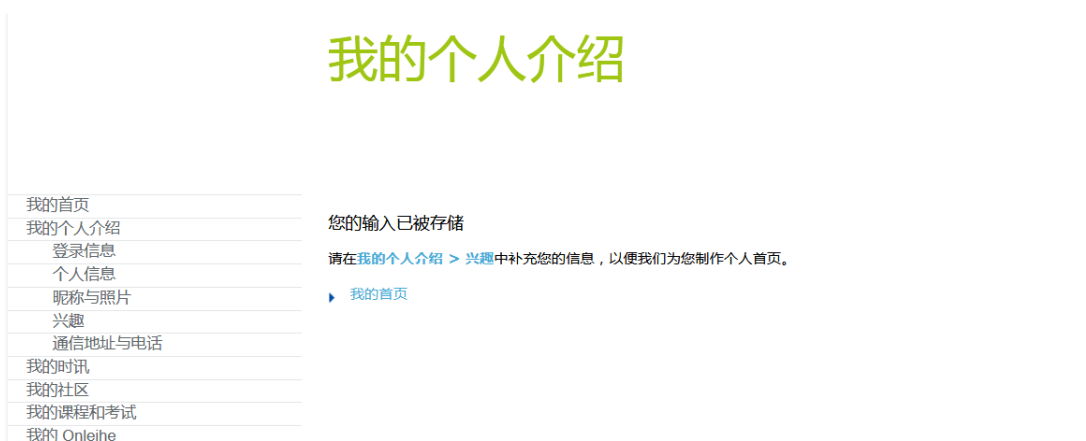 我的个人介绍
我的首页
我的个人介绍
登录信息
个人信息
昵称与照片
兴趣
通信地址与电话
我的时讯
我的社区
我的课程和考试
我的 Onleihe
您的输入已被存储
请在我的个人介绍 > 兴趣中补充您的信息，以便我们为您制作个人首页。
我的首页